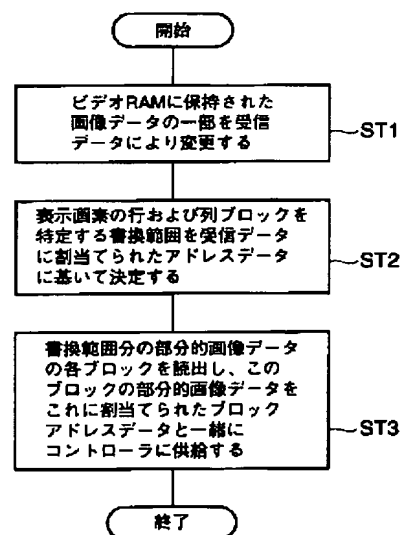 開始
ビデオRAMに保持された
画像データの一部を受信
データにより変更する
ST1
表示画素の行および列ブロックを
特定する書換範囲を受信データ
に割当てられたアドレスデータ
に基いて決定する
ST2
書換範囲分の部分的画像データ
の各ブロックを読出し、この
ブロックの部分的画像データを
これに割当てられたブロック
アドレスデータと一緒に
コントローラに供給する
ST3
終了